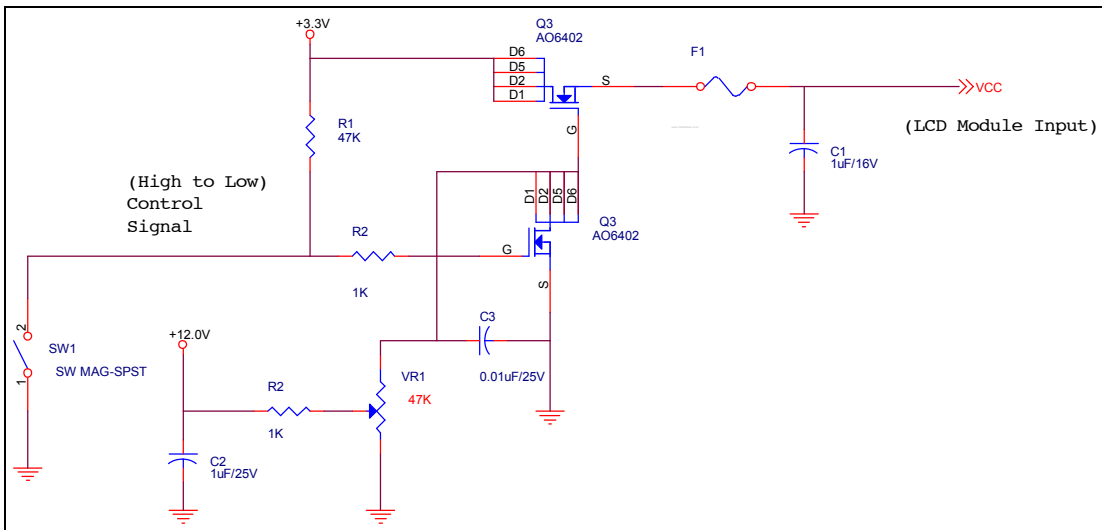 +3.3V
Q3
AO6402
D6
D5
D2
D1
S
G
F1
VCC
(LCD Module Input)
R1
47K
C1
1uF/16V
(High to Low)
Control
Signal
D1
D2
D5
D6
Q3
AO6402
R2
1K
G
S
2
1
SW1
SW MAG-SPST
+12.0V
C3
0.01uF/25V
R2
1K
VR1
47K
C2
1uF/25V